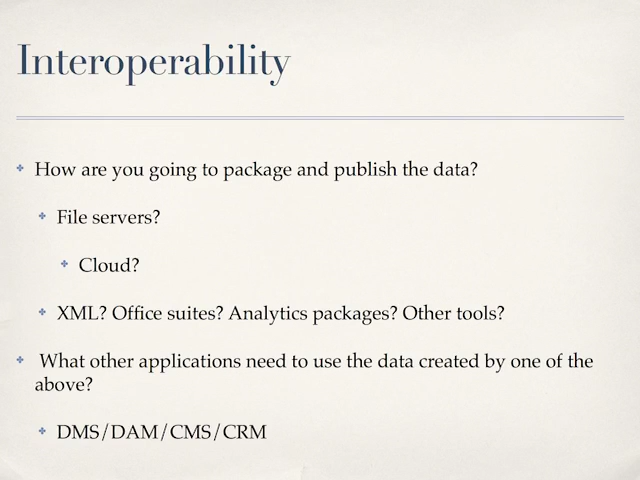 Interoperability
How are you going to package and publish the data?
File servers?
Cloud?
XML? Office suites? Analytics packages? Other tools?
What other applications need to use the data created by one of the
above?
DMS/DAM/CMS/CRM